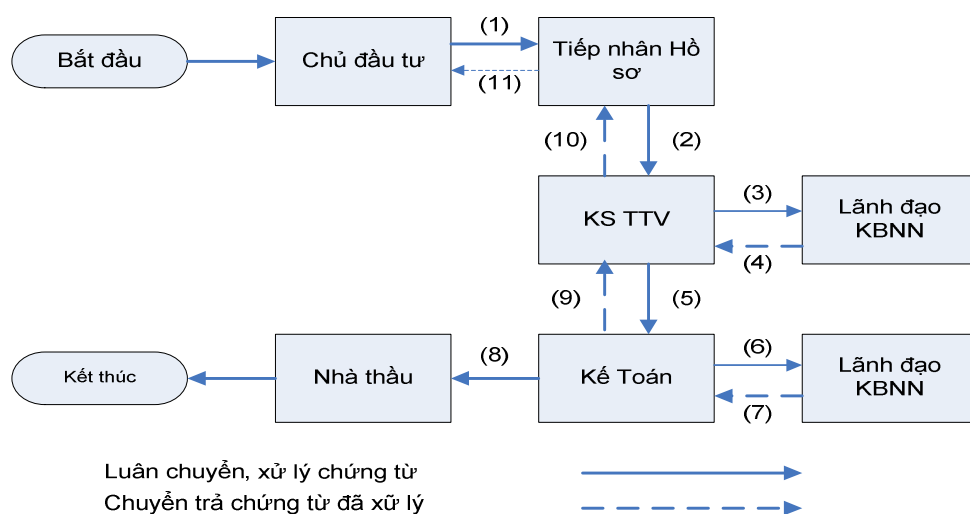 Bắt đầu
Chủ đầu tư
(1)
(11)
Tiếp nhận Hồ
sơ
(10)
(2)
KS TTV
(3)
(4)
Lãnh đạo
KBNN
(9)
(5)
Kết thúc
Nhà thầu
(8)
Kế Toán
(6)
(7)
Lãnh đạo
KBNN
Luân chuyển, xử lý chứng từ
Chuyển trả chứng từ đã xữ lý